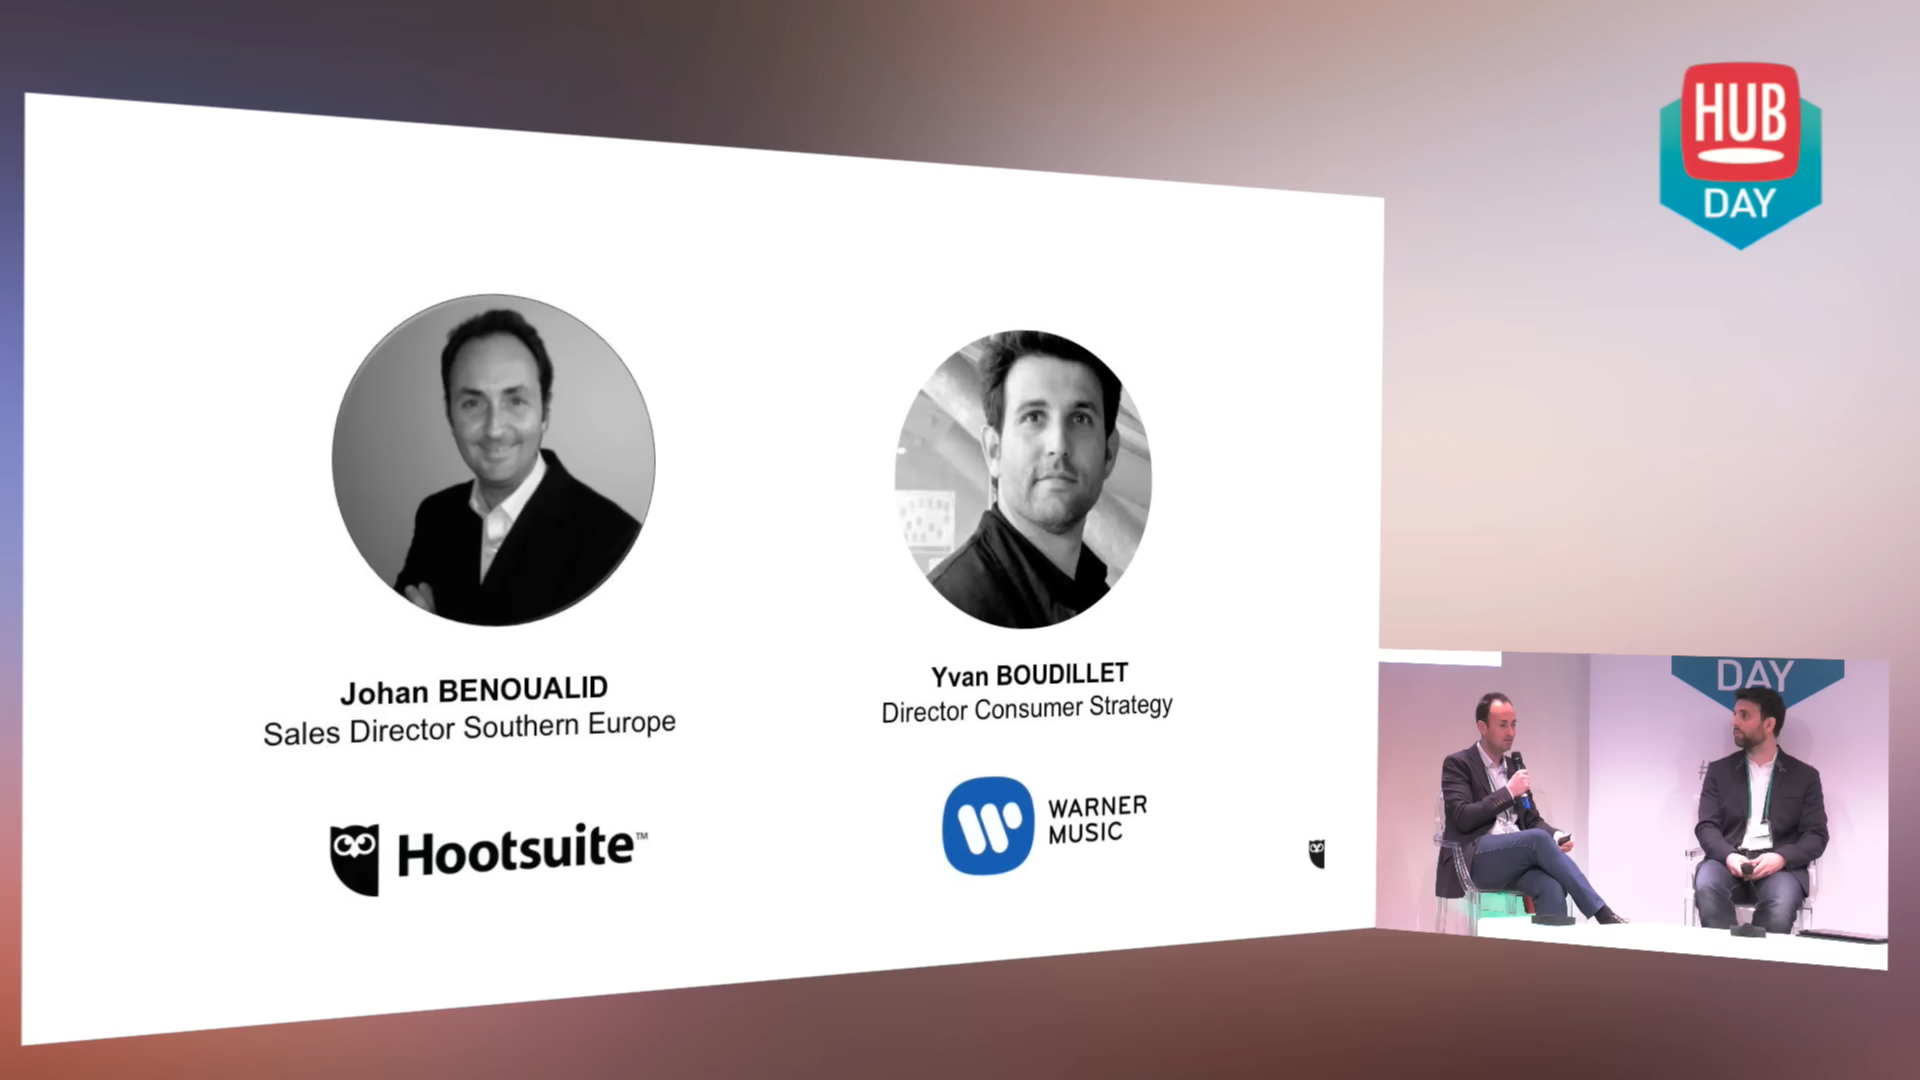 HUB
DAY
Johan BENOUALID
Sales Director Southern Europe
Hootsuite™
Yvan BOUDILLET
Director Consumer Strategy
WARNER
MUSIC
DAY
#